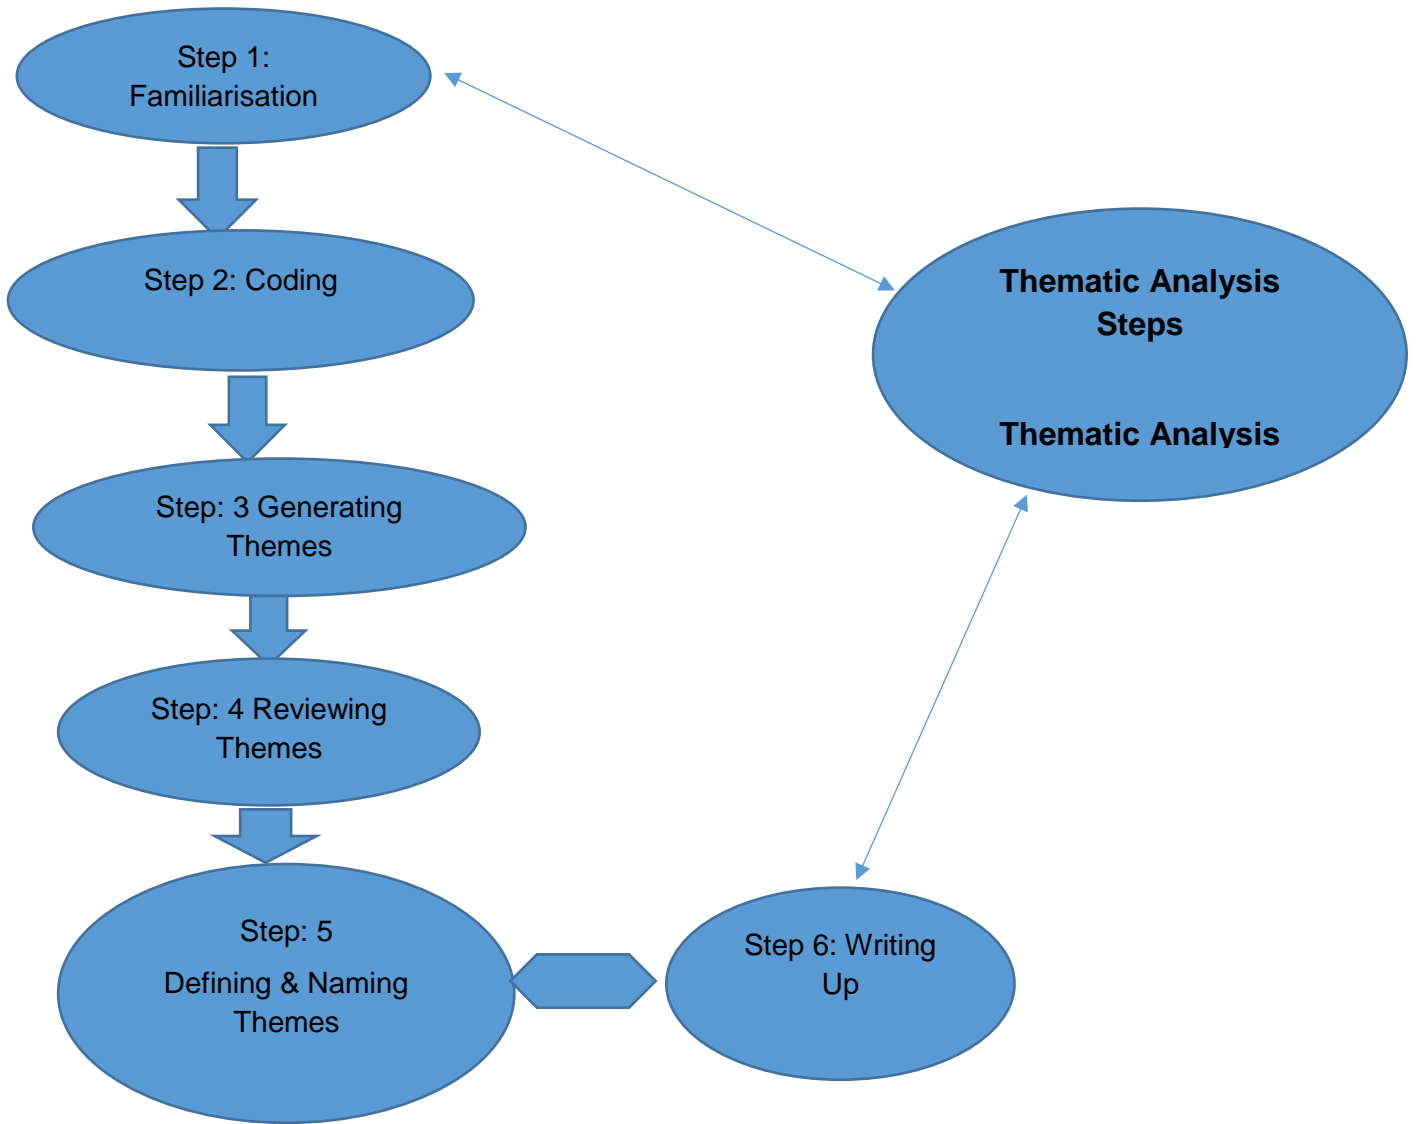 Step 1:
Familiarisation
Step 2: Coding
Step: 3 Generating
Themes
Step: 4 Reviewing
Themes
Step: 5
Defining & Naming
Themes
Step 6: Writing
Up
Thematic Analysis
Steps
Thematic Analysis